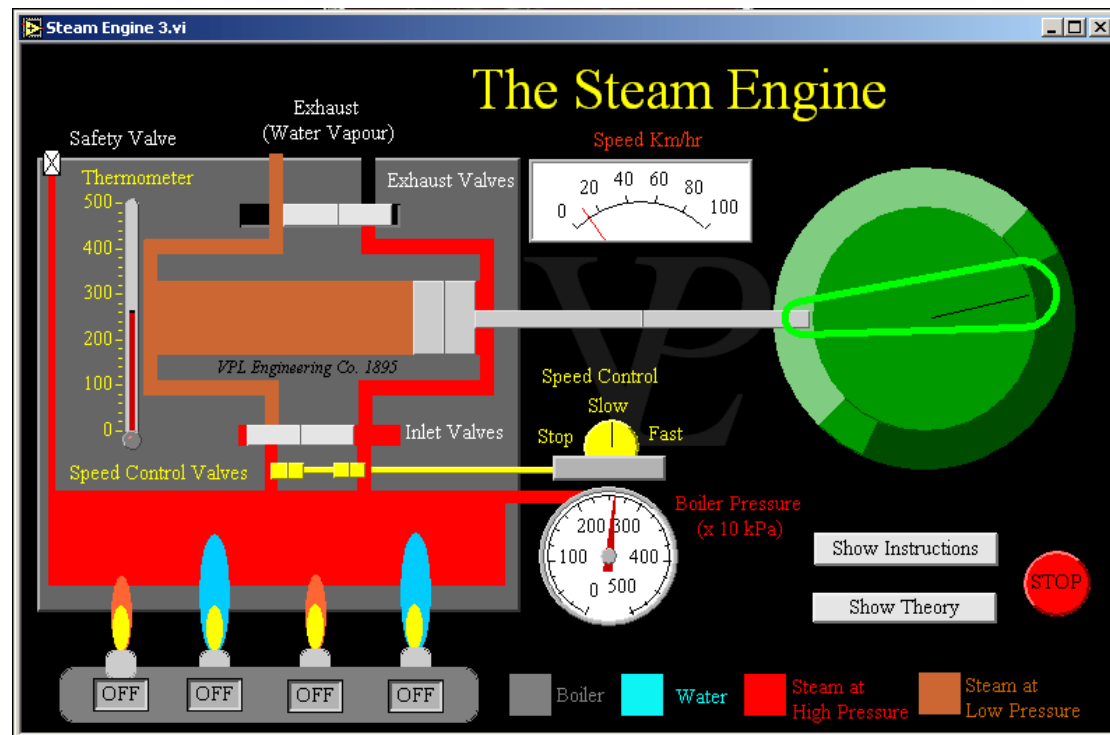 Steam Engine 3.vi
The Steam Engine
Exhaust
(Water Vapour)
Safety Valve
Speed Km/hr
Thermometer
Exhaust Valves
0 20 40 60 80 100
500
400
300
200
100
0
VPL
VPL Engineering Co. 1895
Speed Control
Slow
Stop
Fast
Inlet Valves
Speed Control Valves
Boiler Pressure
(x 10 kPa)
200 300
100 400
0 500
Show Instructions
STOP
Show Theory
OFF OFF OFF OFF
Boiler
Water
Steam at
High Pressure
Steam at
Low Pressure